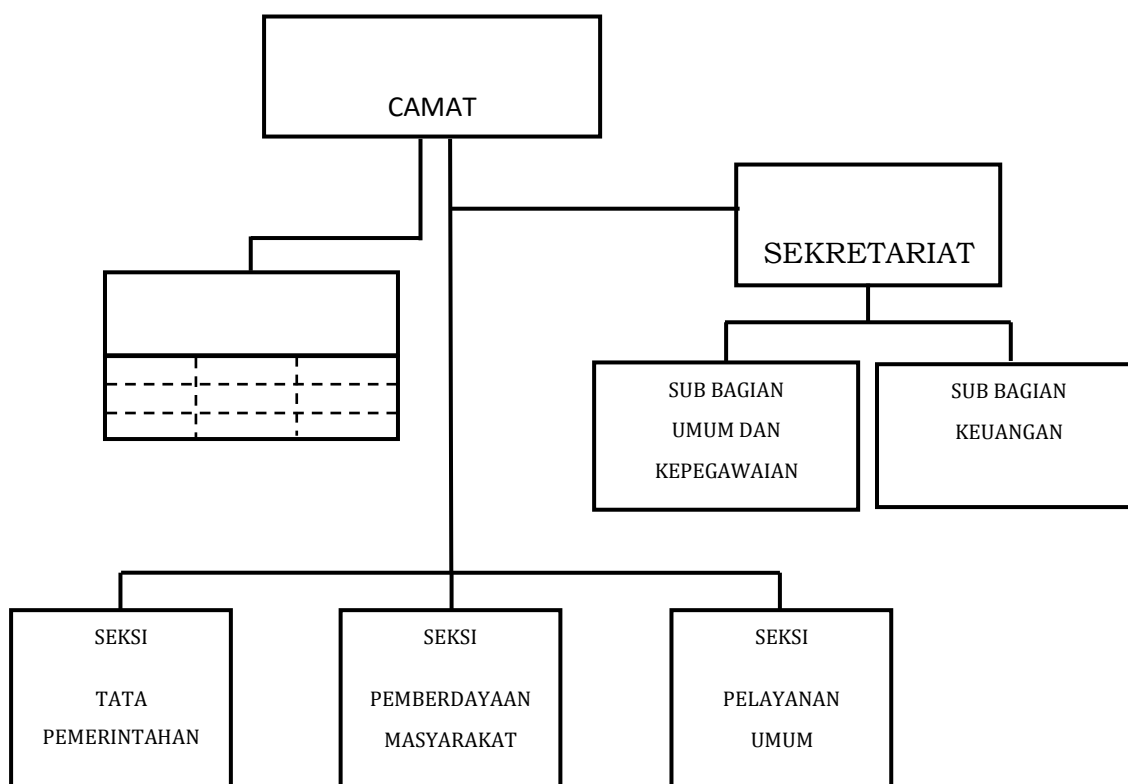 CAMAT
SEKRETARIAT
SUB BAGIAN
UMUM DAN
KEPEGAWAIAN
SUB BAGIAN
KEUANGAN
SEKSI
TATA
PEMERINTAHAN
SEKSI
PEMBERDAYAAN
MASYARAKAT
SEKSI
PELAYANAN
UMUM